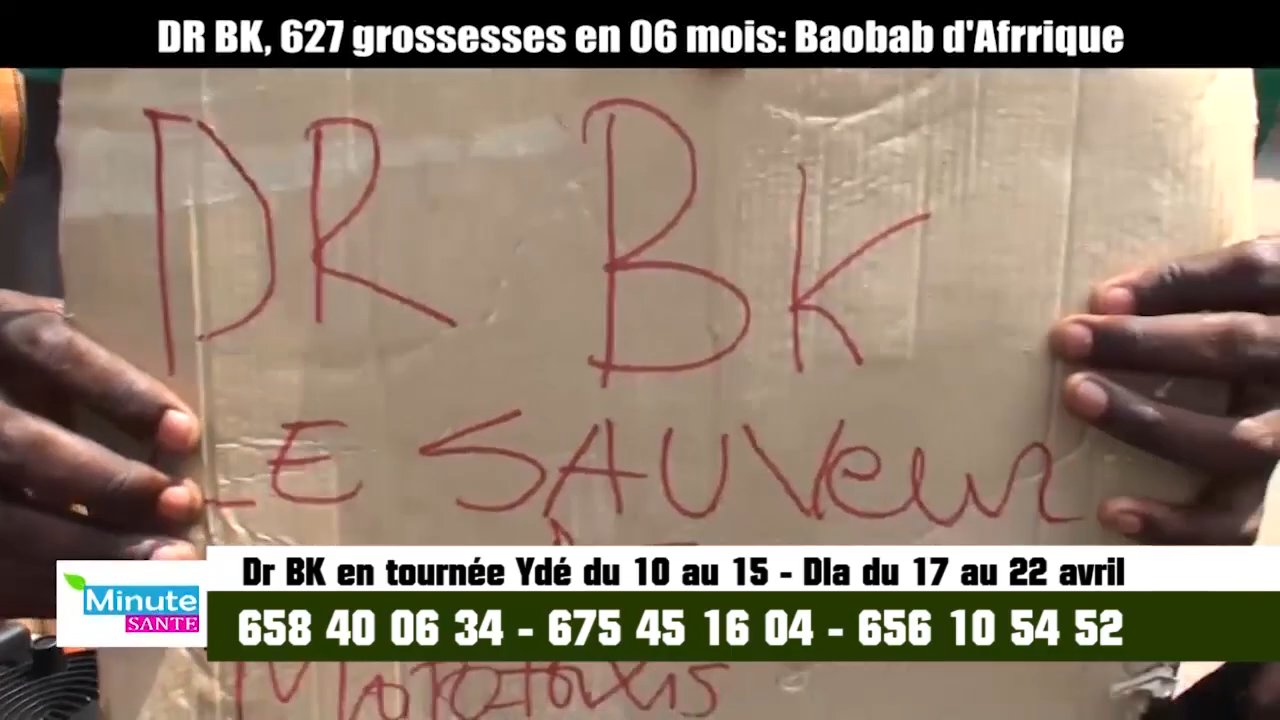 DR BK, 627 grossesses en 06 mois: Baobab d'Afrrique
DR BK
LE SAUVeur
Dr BK en tournée Ydé du 10 au 15 - Dla du 17 au 22 avril
Minute
SANTE
658 40 06 34 - 675 45 16 04 - 656 10 54 52
Mototaxis